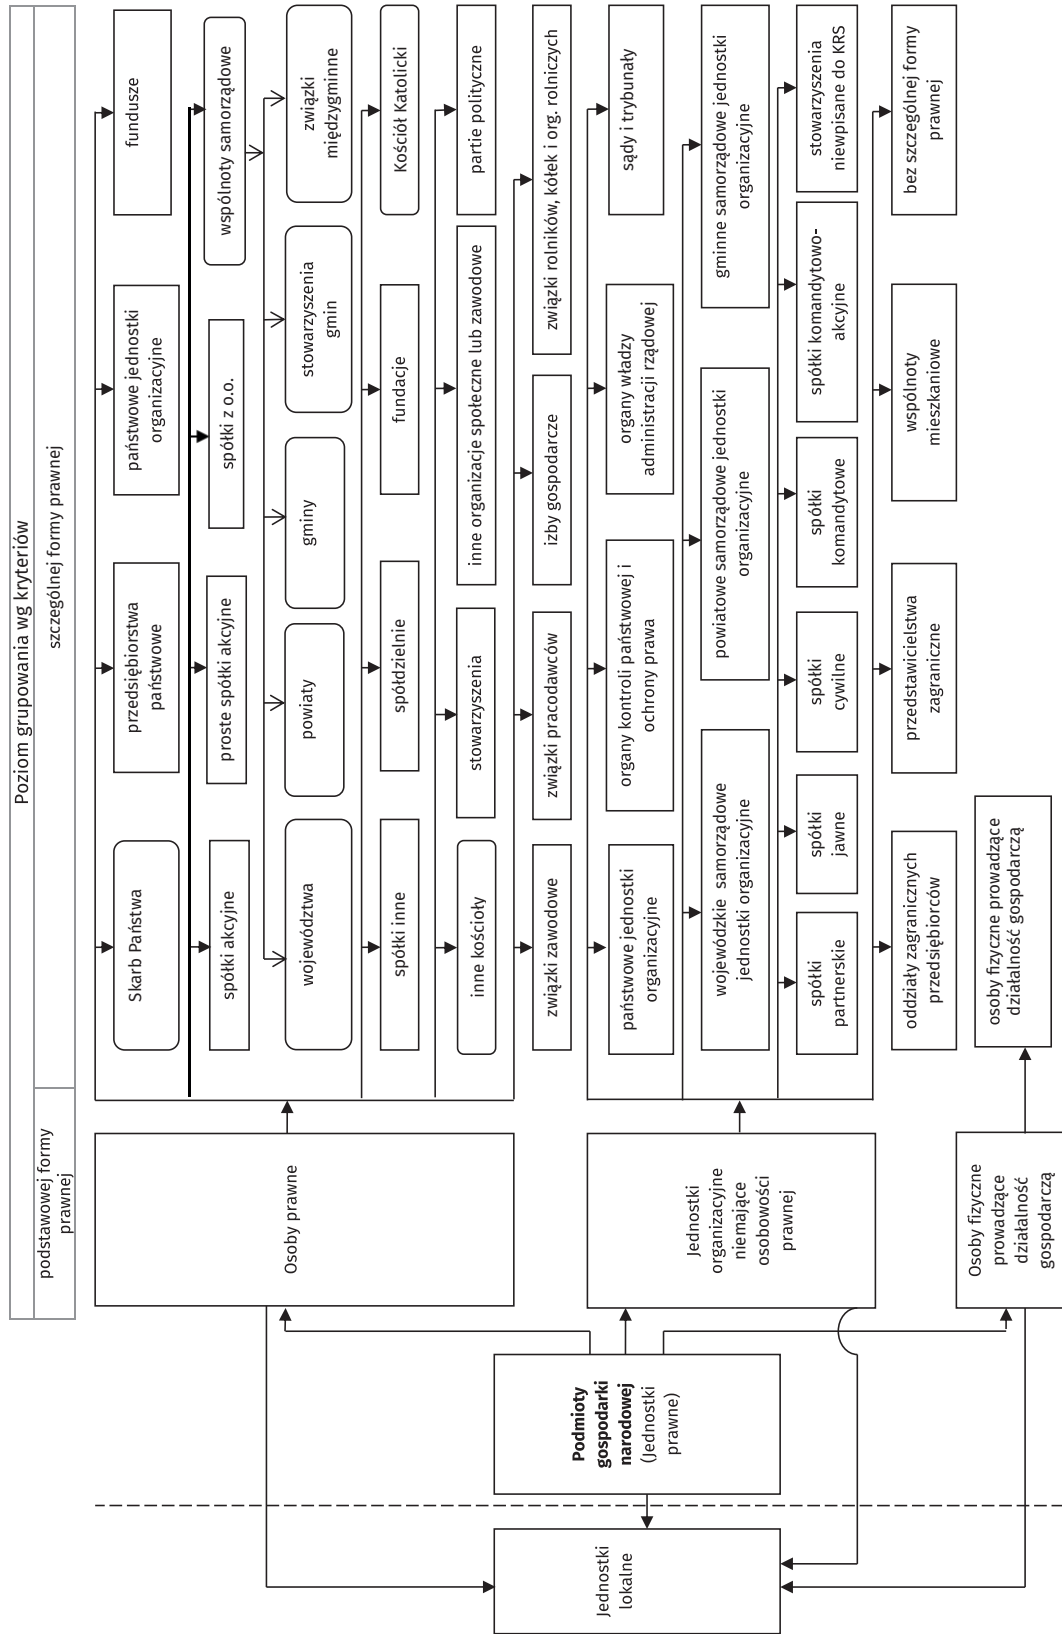 Poziom grupowania wg kryteriów
podstawowej formy
prawnej
szczególnej formy prawnej
Jednostki
lokalne
Podmioty
gospodarki
narodowej
(Jednostki
prawne)
Osoby prawne
Skarb Państwa
przedsiębiorstwa
państwowe
państwowe jednostki
organizacyjne
fundusze
spółki akcyjne
proste spółki akcyjne
spółki z o.o.
wspólnoty samorządowe
województwa
powiaty
gminy
stowarzyszenia
gmin
związki
międzygminne
spółki inne
spółdzielnie
fundacje
Kościół Katolicki
inne kościoły
stowarzyszenia
inne organizacje społeczne lub zawodowe
partie polityczne
związki zawodowe
związki pracodawców
izby gospodarcze
związki rolników, kółek i org. rolniczych
Jednostki
organizacyjne
niemające
osobowości
prawnej
państwowe jednostki
organizacyjne
organy kontroli państwowej i
ochrony prawa
organy władzy
administracji rządowej
sądy i trybunały
wojewódzkie samorządowe
jednostki organizacyjne
powiatowe samorządowe jednostki
organizacyjne
gminne samorządowe jednostki
organizacyjne
spółki
partnerskie
spółki
jawne
spółki
cywilne
spółki
komandytowe
spółki komandytowo-
akcyjne
stowarzyszenia
niewpisane do KRS
oddziały zagranicznych
przedsiębiorców
przedstawicielstwa
zagraniczne
wspólnoty
mieszkaniowe
bez szczególnej formy
prawnej
Osoby fizyczne
prowadzące
działalność
gospodarczą
osoby fizyczne prowadzące
działalność gospodarczą